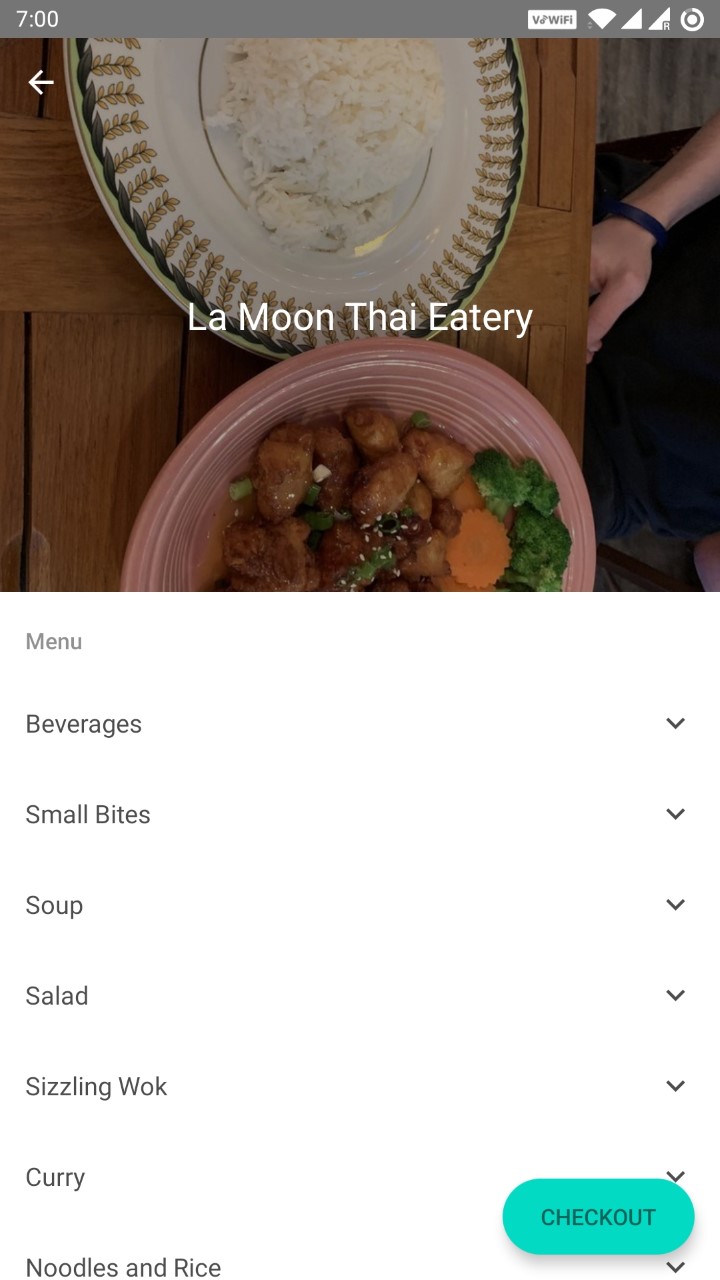 7:00
VoWiFi
R
La Moon Thai Eatery
Menu
Beverages
Small Bites
Soup
Salad
Sizzling Wok
Curry
CHECKOUT
Noodles and Rice